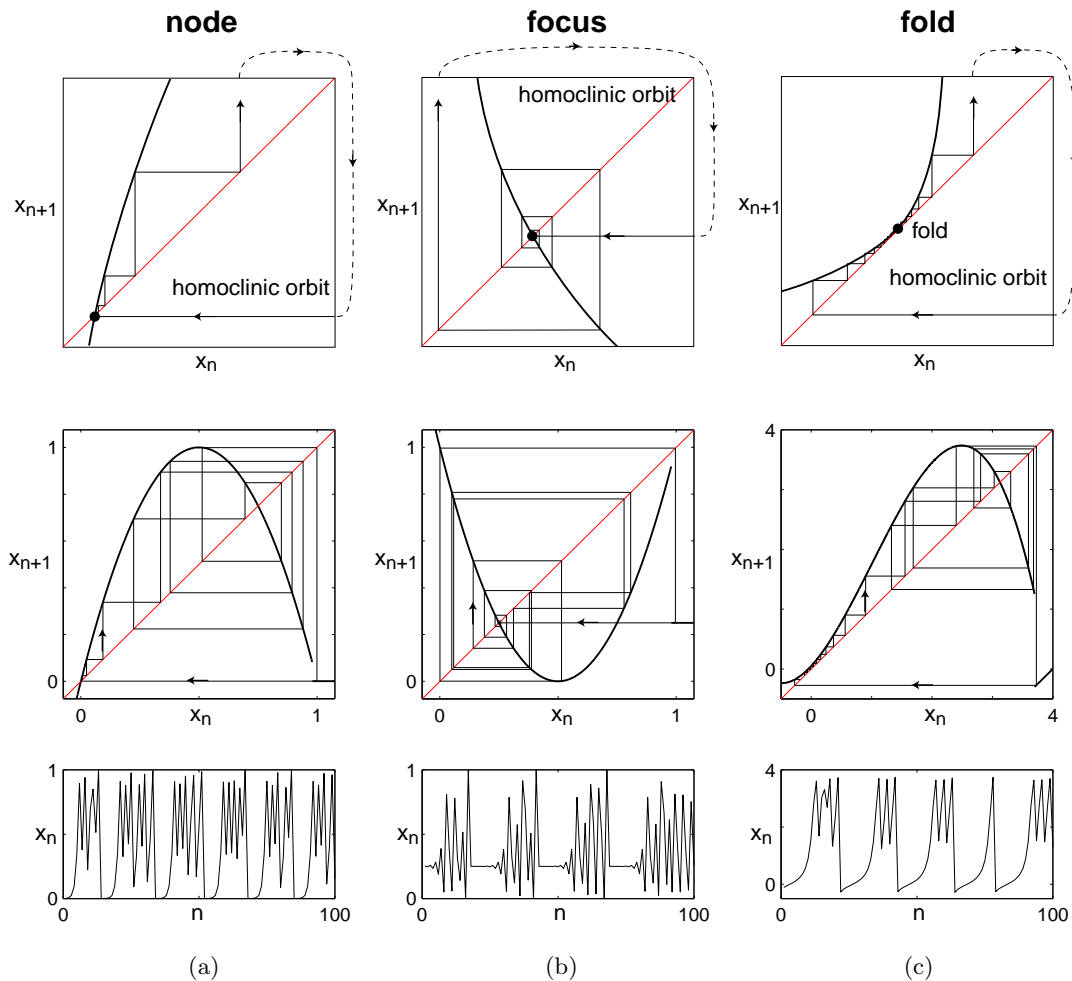 node focus fold
homoclinic orbit
x_{n+1} x_{n+1} x_{n+1}
fold
homoclinic orbit homoclinic orbit
x_n x_n x_n
1 1 4
x_{n+1} x_{n+1} x_{n+1}
0 0 0
0 x_n 1 0 x_n 1 0 x_n 4
1 1 4
x_n x_n x_n
0 0 0
0 n 100 0 n 100 0 n 100
(a) (b) (c)